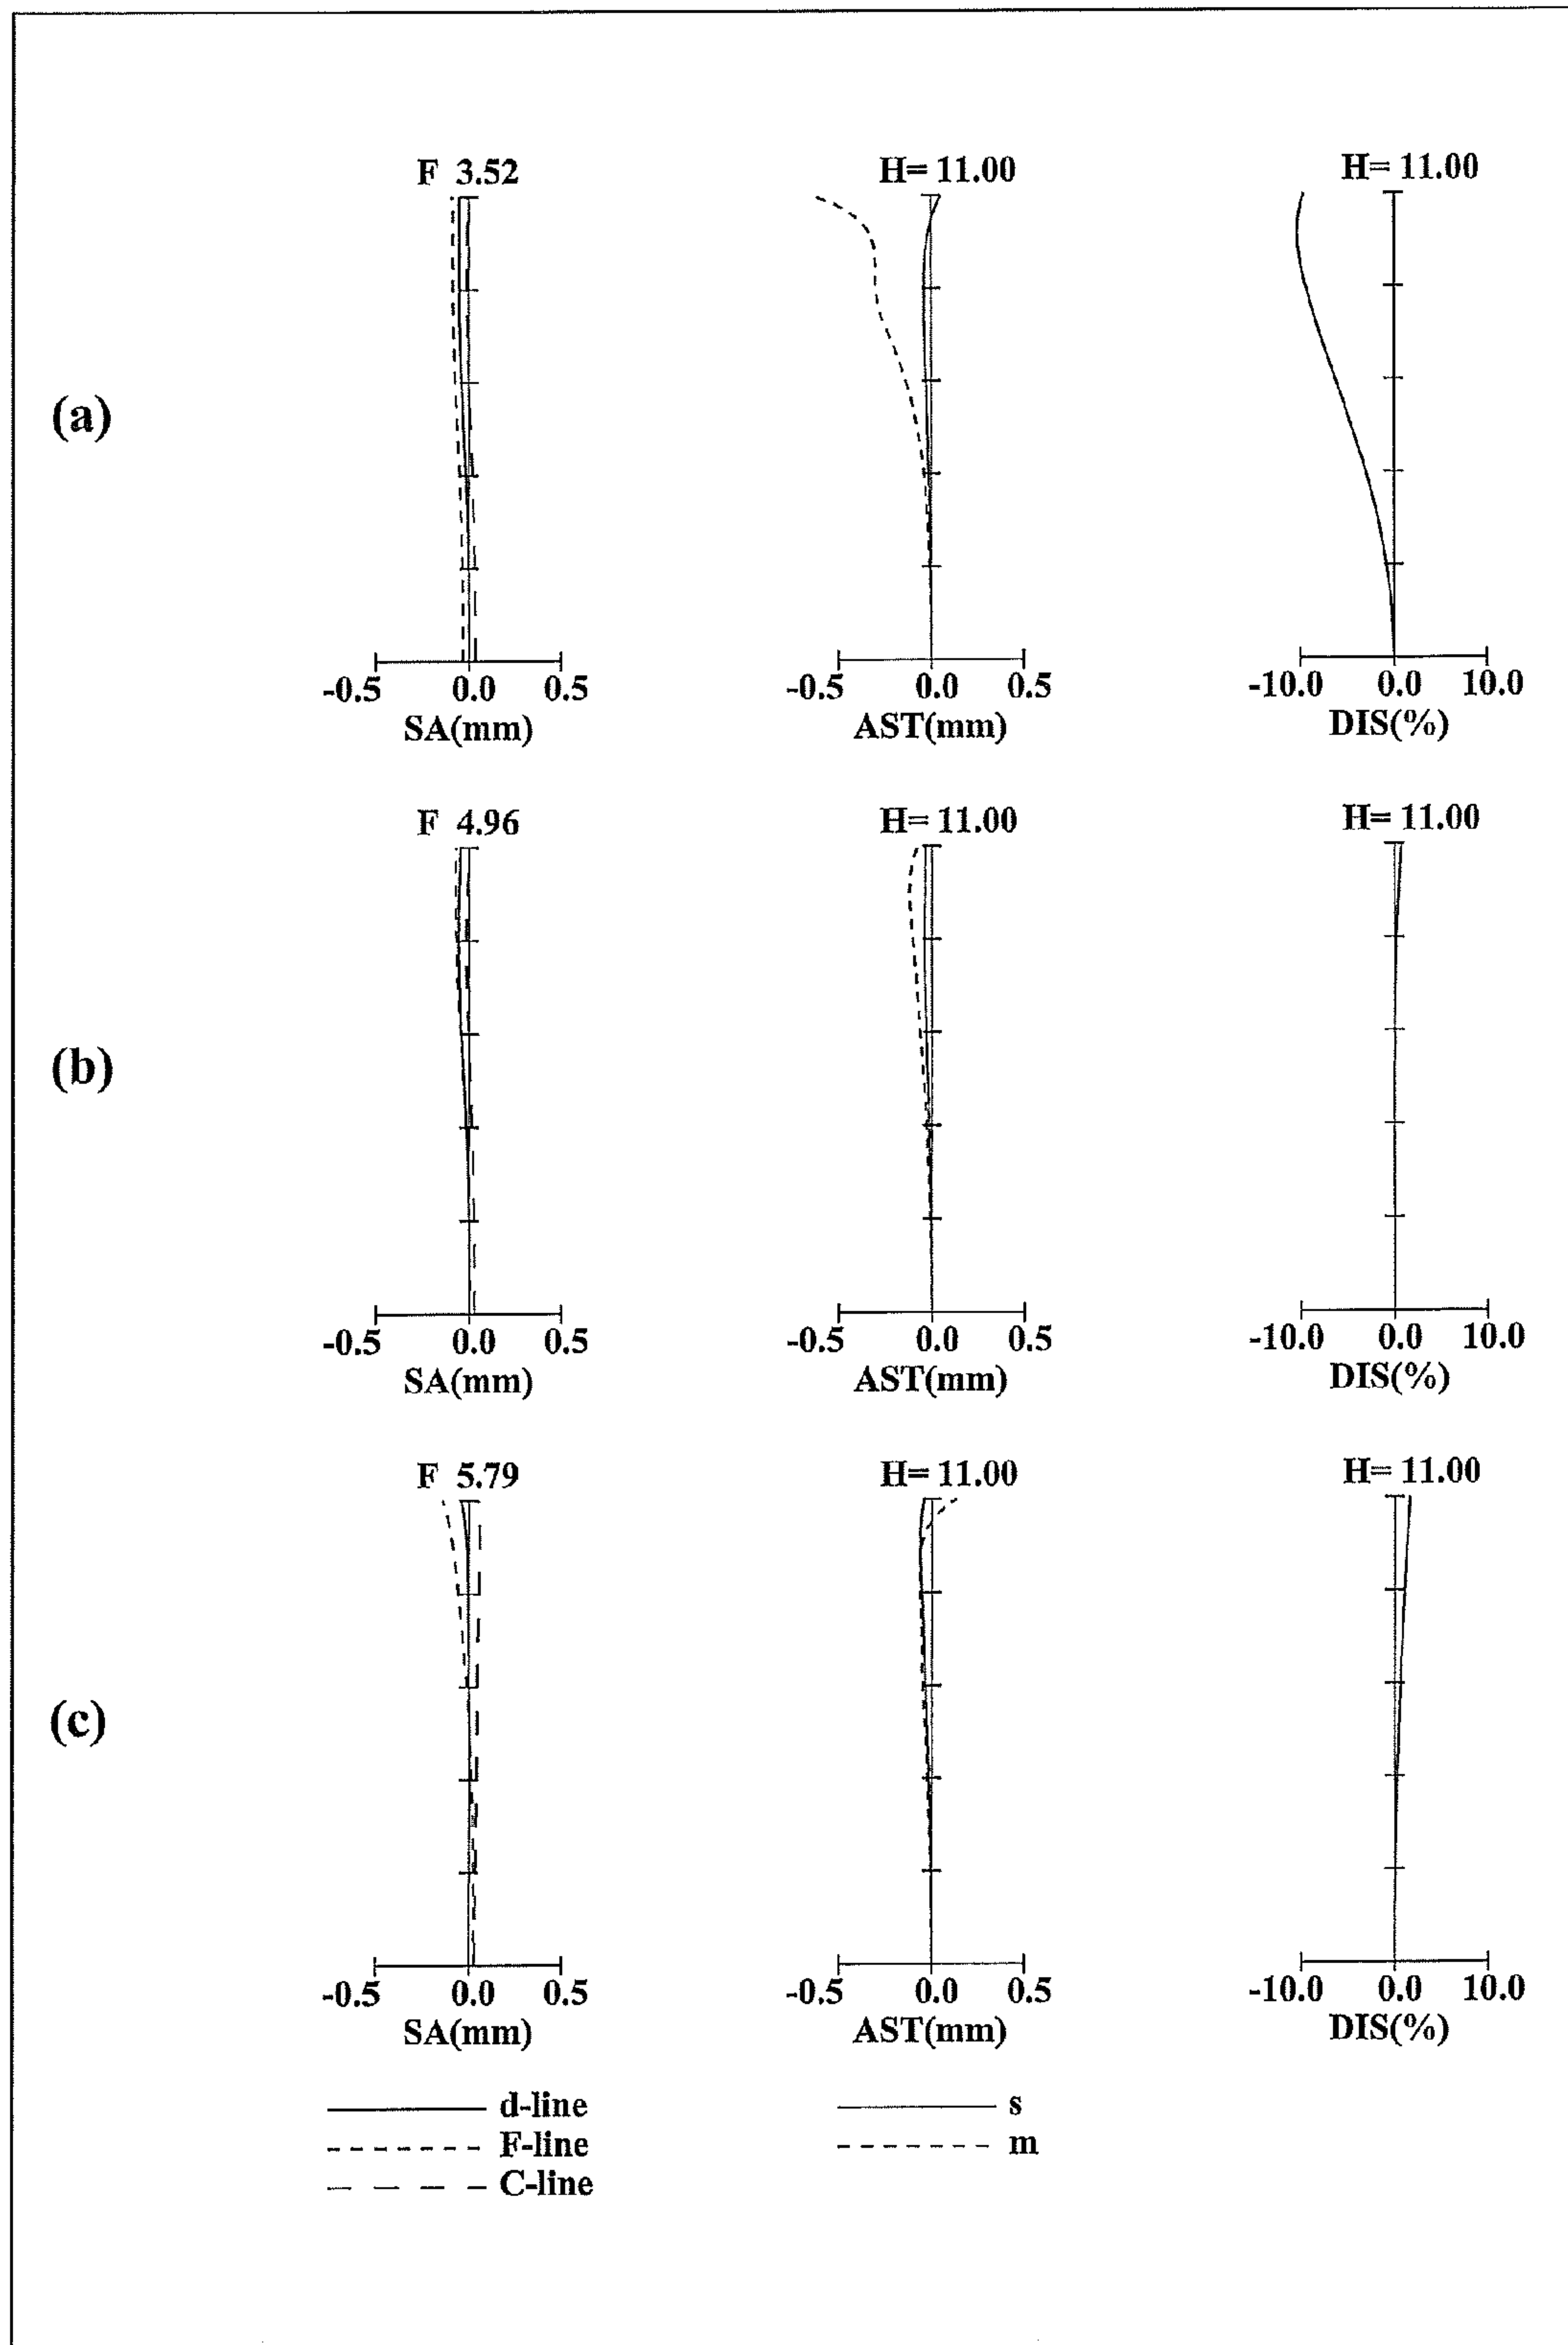 (a)
F 3.52
H= 11.00
H= 11.00
-0.5 0.0 0.5
SA(mm)
-0.5 0.0 0.5
AST(mm)
-10.0 0.0 10.0
DIS(%)
(b)
F 4.96
H= 11.00
H= 11.00
-0.5 0.0 0.5
SA(mm)
-0.5 0.0 0.5
AST(mm)
-10.0 0.0 10.0
DIS(%)
(c)
F 5.79
H= 11.00
H= 11.00
-0.5 0.0 0.5
SA(mm)
-0.5 0.0 0.5
AST(mm)
-10.0 0.0 10.0
DIS(%)
d-line
F-line
C-line
s
m